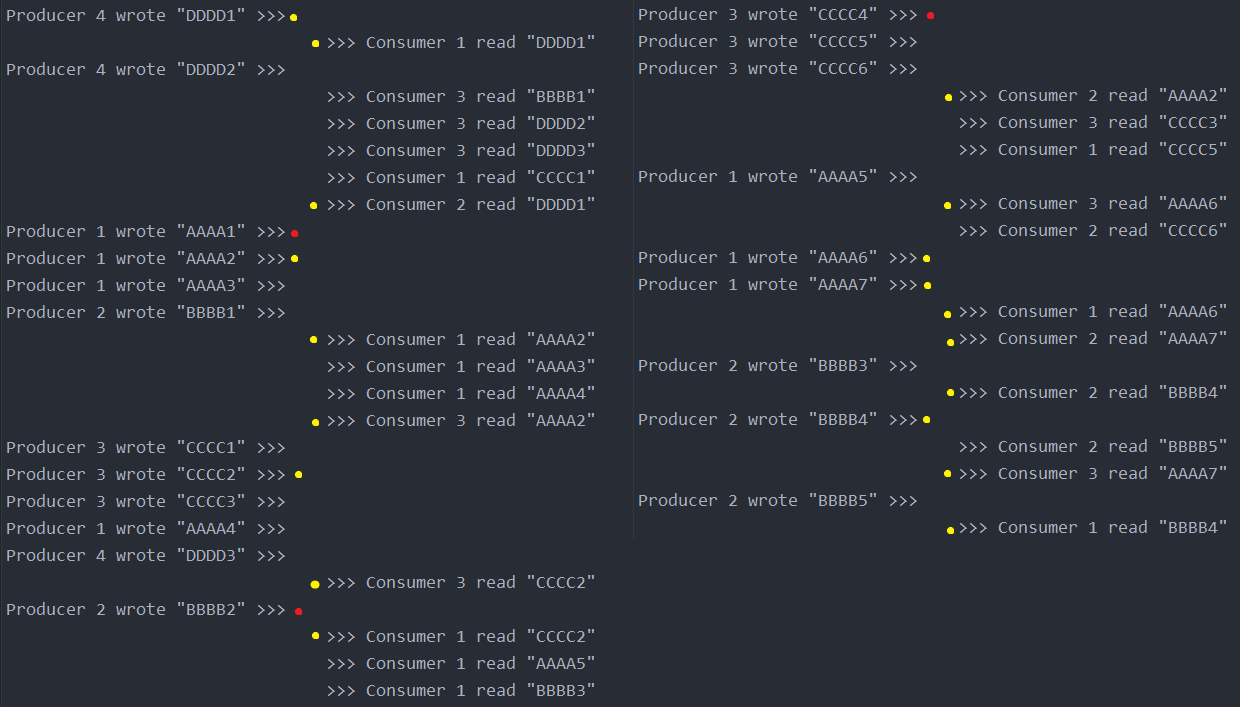 Producer 4 wrote "DDDD1" >>>
>>> Consumer 1 read "DDDD1"
Producer 4 wrote "DDDD2" >>>
>>> Consumer 3 read "BBBB1"
>>> Consumer 3 read "DDDD2"
>>> Consumer 3 read "DDDD3"
>>> Consumer 1 read "CCCC1"
>>> Consumer 2 read "DDDD1"
Producer 1 wrote "AAAA1" >>>
Producer 1 wrote "AAAA2" >>>
Producer 1 wrote "AAAA3" >>>
Producer 2 wrote "BBBB1" >>>
>>> Consumer 1 read "AAAA2"
>>> Consumer 1 read "AAAA3"
>>> Consumer 1 read "AAAA4"
>>> Consumer 3 read "AAAA2"
Producer 3 wrote "CCCC1" >>>
Producer 3 wrote "CCCC2" >>>
Producer 3 wrote "CCCC3" >>>
Producer 1 wrote "AAAA4" >>>
Producer 4 wrote "DDDD3" >>>
>>> Consumer 3 read "CCCC2"
Producer 2 wrote "BBBB2" >>>
>>> Consumer 1 read "CCCC2"
>>> Consumer 1 read "AAAA5"
>>> Consumer 1 read "BBBB3"
Producer 3 wrote "CCCC4" >>>
Producer 3 wrote "CCCC5" >>>
Producer 3 wrote "CCCC6" >>>
>>> Consumer 2 read "AAAA2"
>>> Consumer 3 read "CCCC3"
>>> Consumer 1 read "CCCC5"
Producer 1 wrote "AAAA5" >>>
>>> Consumer 3 read "AAAA6"
>>> Consumer 2 read "CCCC6"
Producer 1 wrote "AAAA6" >>>
Producer 1 wrote "AAAA7" >>>
>>> Consumer 1 read "AAAA6"
>>> Consumer 2 read "AAAA7"
Producer 2 wrote "BBBB3" >>>
>>> Consumer 2 read "BBBB4"
Producer 2 wrote "BBBB4" >>>
>>> Consumer 2 read "BBBB5"
>>> Consumer 3 read "AAAA7"
Producer 2 wrote "BBBB5" >>>
>>> Consumer 1 read "BBBB4"